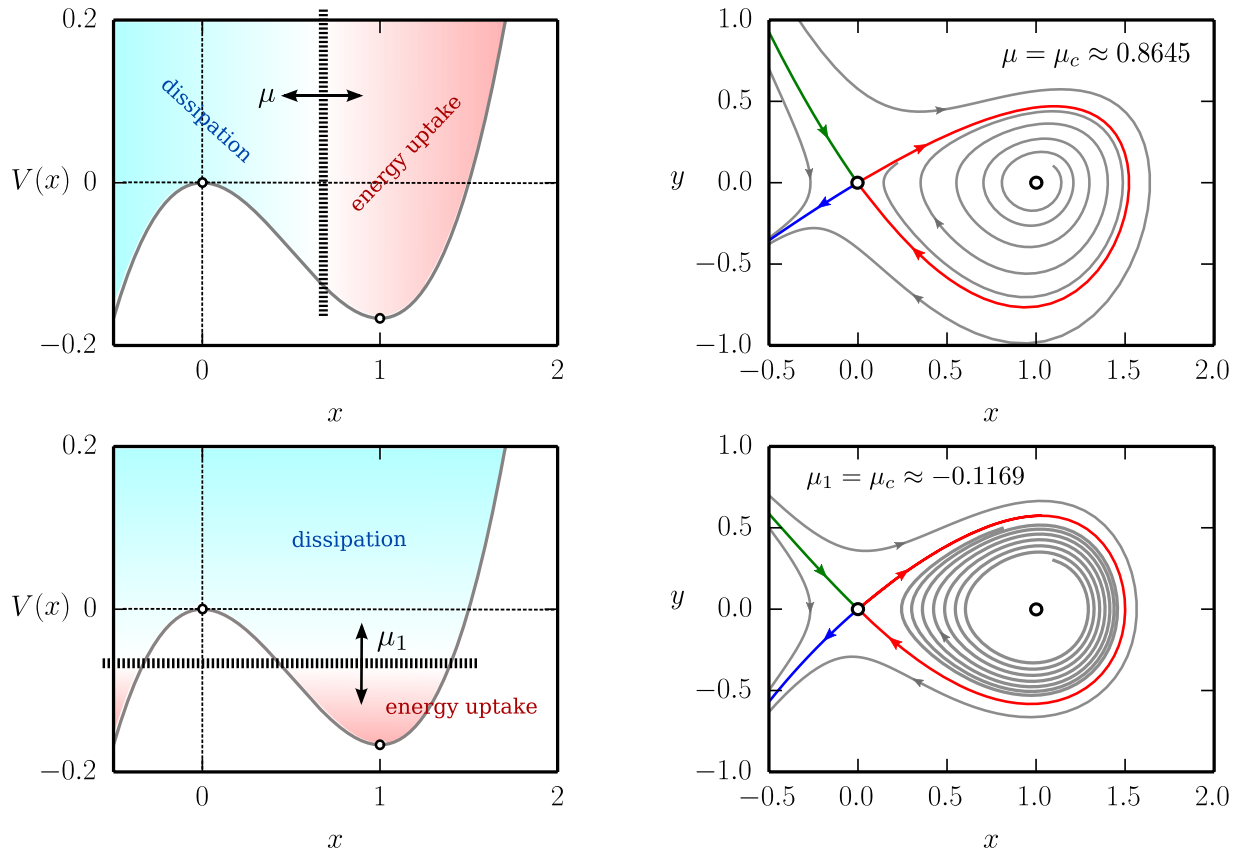 0.2
V(x)
0
−0.2
dissipation
μ
energy uptake
0
1
2
x
1.0
0.5
y
0.0
−0.5
−1.0
μ = μ_c ≈ 0.8645
−0.5
0.0
0.5
1.0
1.5
2.0
x
0.2
V(x)
0
−0.2
dissipation
μ₁
energy uptake
0
1
2
x
1.0
0.5
y
0.0
−0.5
−1.0
μ₁ = μ_c ≈ −0.1169
−0.5
0.0
0.5
1.0
1.5
2.0
x